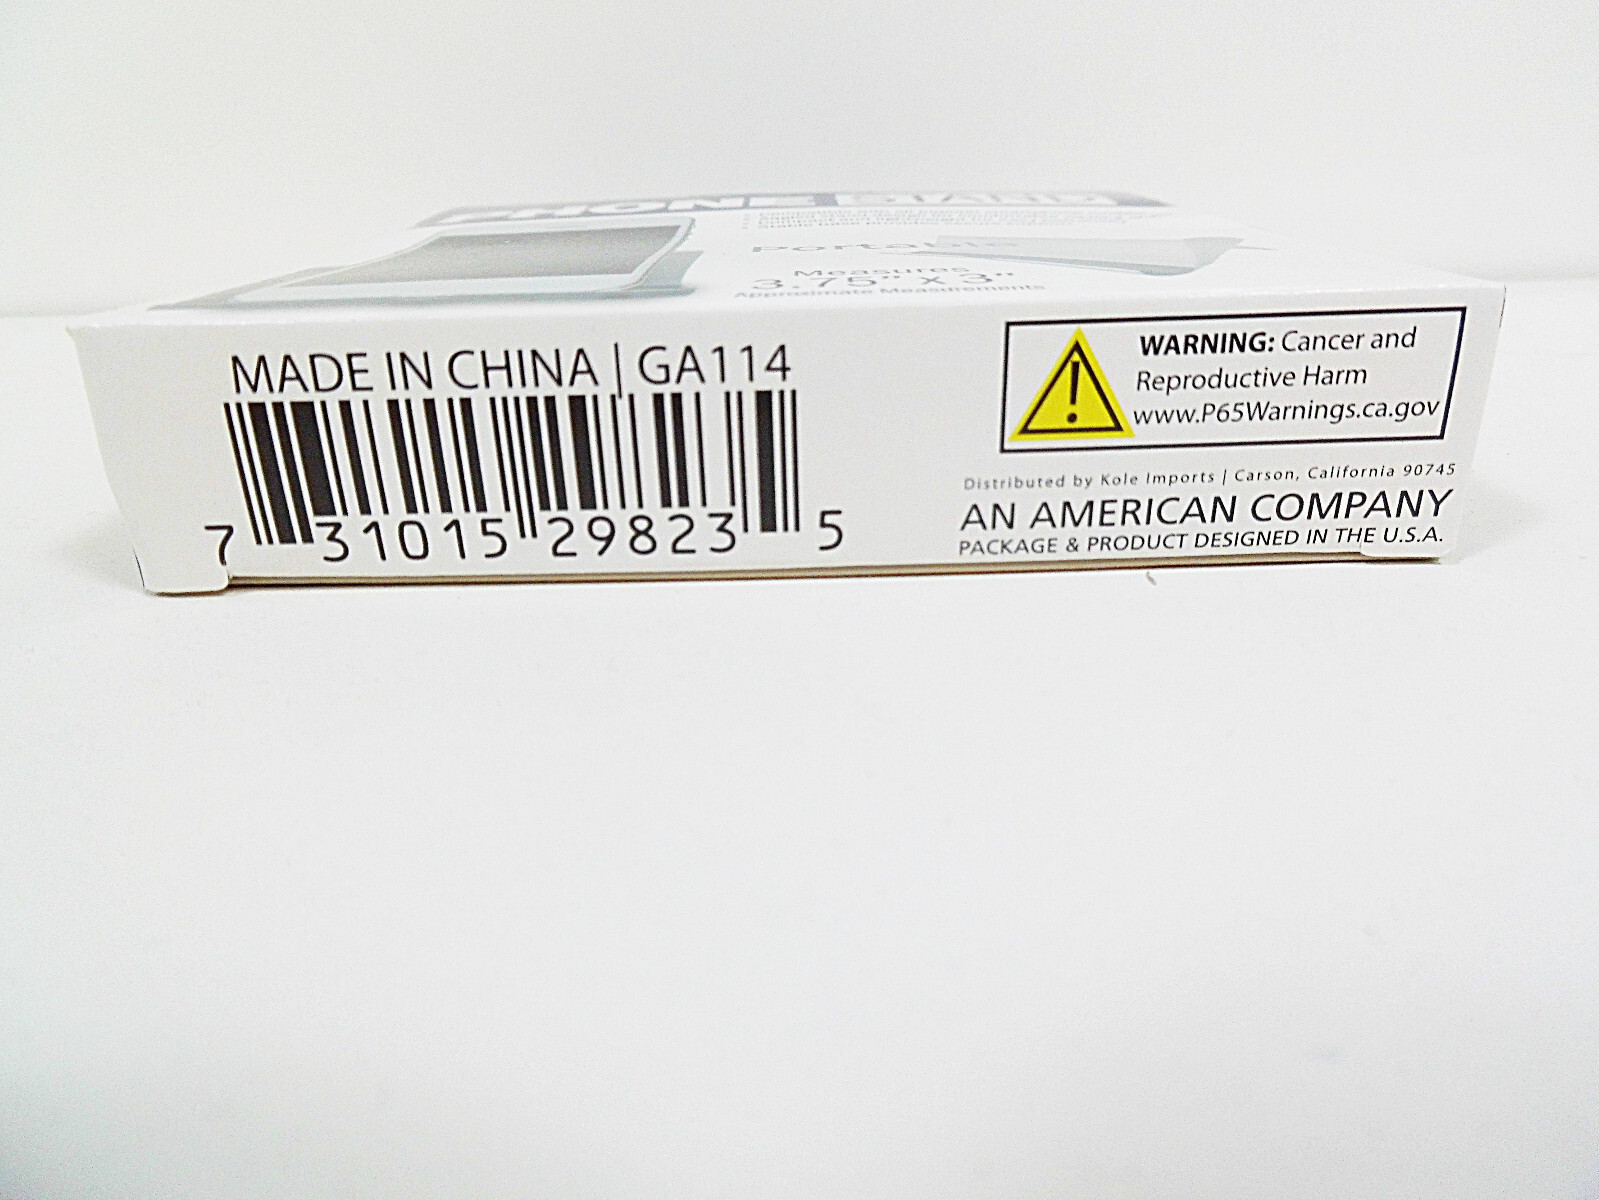 PHONE STAND
Portable
Measures
3.75" x 3"
Approximate Measurements
MADE IN CHINA | GA114
7 31015 29823 5
WARNING: Cancer and
Reproductive Harm
www.P65Warnings.ca.gov
Distributed by Kole Imports | Carson, California 90745
AN AMERICAN COMPANY
PACKAGE & PRODUCT DESIGNED IN THE U.S.A.